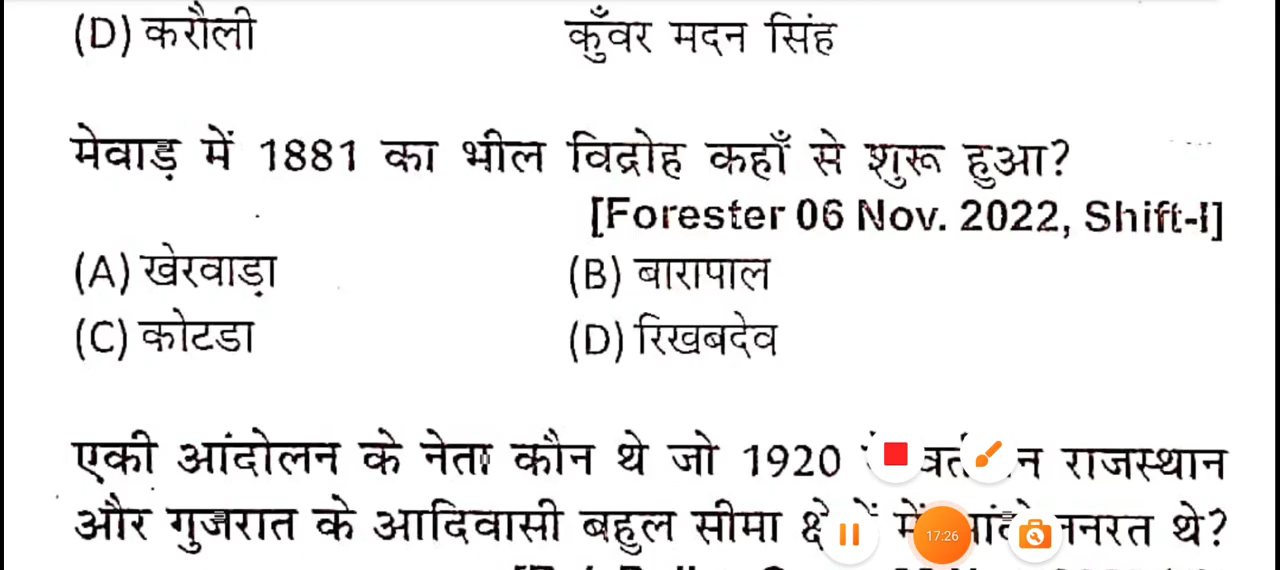 (D) करौली कुँवर मदन सिंह
मेवाड़ में 1881 का भील विद्रोह कहाँ से शुरू हुआ?
[Forester 06 Nov. 2022, Shift-I]
(A) खेरवाड़ा (B) बारापाल
(C) कोटडा (D) रिखबदेव
एकी आंदोलन के नेता कौन थे जो 1920 राजस्थान
और गुजरात के आदिवासी बहुल सीमा में थे?
17:26